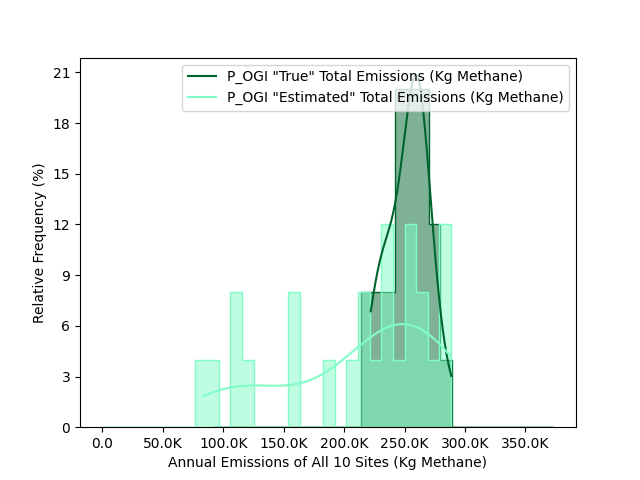 P_OGI "True" Total Emissions (Kg Methane)
P_OGI "Estimated" Total Emissions (Kg Methane)
21
18
15
12
9
6
3
0
Relative Frequency (%)
0.0 50.0K 100.0K 150.0K 200.0K 250.0K 300.0K 350.0K
Annual Emissions of All 10 Sites (Kg Methane)